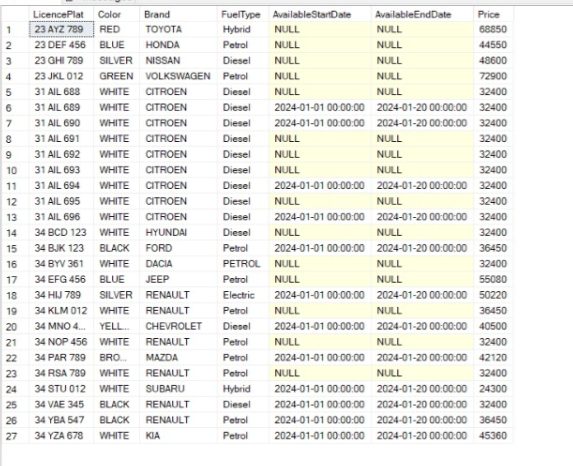 LicencePlat Color Brand FuelType AvailableStartDate AvailableEndDate Price
1 23 AYZ 789 RED TOYOTA Hybrid NULL NULL 68850
2 23 DEF 456 BLUE HONDA Petrol NULL NULL 44550
3 23 GHI 789 SILVER NISSAN Diesel NULL NULL 48600
4 23 JKL 012 GREEN VOLKSWAGEN Petrol NULL NULL 72900
5 31 AIL 688 WHITE CITROEN Diesel NULL NULL 32400
6 31 AIL 689 WHITE CITROEN Diesel 2024-01-01 00:00:00 2024-01-20 00:00:00 32400
7 31 AIL 690 WHITE CITROEN Diesel 2024-01-01 00:00:00 2024-01-20 00:00:00 32400
8 31 AIL 691 WHITE CITROEN Diesel NULL NULL 32400
9 31 AIL 692 WHITE CITROEN Diesel NULL NULL 32400
10 31 AIL 693 WHITE CITROEN Diesel NULL NULL 32400
11 31 AIL 694 WHITE CITROEN Diesel 2024-01-01 00:00:00 2024-01-20 00:00:00 32400
12 31 AIL 695 WHITE CITROEN Diesel NULL NULL 32400
13 31 AIL 696 WHITE CITROEN Diesel 2024-01-01 00:00:00 2024-01-20 00:00:00 32400
14 34 BCD 123 WHITE HYUNDAI Diesel NULL NULL 32400
15 34 BJK 123 BLACK FORD Petrol 2024-01-01 00:00:00 2024-01-20 00:00:00 36450
16 34 BYV 361 WHITE DACIA PETROL NULL NULL 32400
17 34 EFG 456 BLUE JEEP Petrol NULL NULL 55080
18 34 HIJ 789 SILVER RENAULT Electric 2024-01-01 00:00:00 2024-01-20 00:00:00 50220
19 34 KLM 012 WHITE RENAULT Petrol NULL NULL 36450
20 34 MNO 4... YELL... CHEVROLET Diesel 2024-01-01 00:00:00 2024-01-20 00:00:00 40500
21 34 NOP 456 WHITE RENAULT Petrol NULL NULL 32400
22 34 PAR 789 BRO... MAZDA Petrol 2024-01-01 00:00:00 2024-01-20 00:00:00 42120
23 34 RSA 789 WHITE RENAULT Petrol NULL NULL 32400
24 34 STU 012 WHITE SUBARU Hybrid 2024-01-01 00:00:00 2024-01-20 00:00:00 24300
25 34 VAE 345 BLACK RENAULT Diesel 2024-01-01 00:00:00 2024-01-20 00:00:00 32400
26 34 YBA 547 BLACK RENAULT Petrol 2024-01-01 00:00:00 2024-01-20 00:00:00 36450
27 34 YZA 678 WHITE KIA Petrol 2024-01-01 00:00:00 2024-01-20 00:00:00 45360